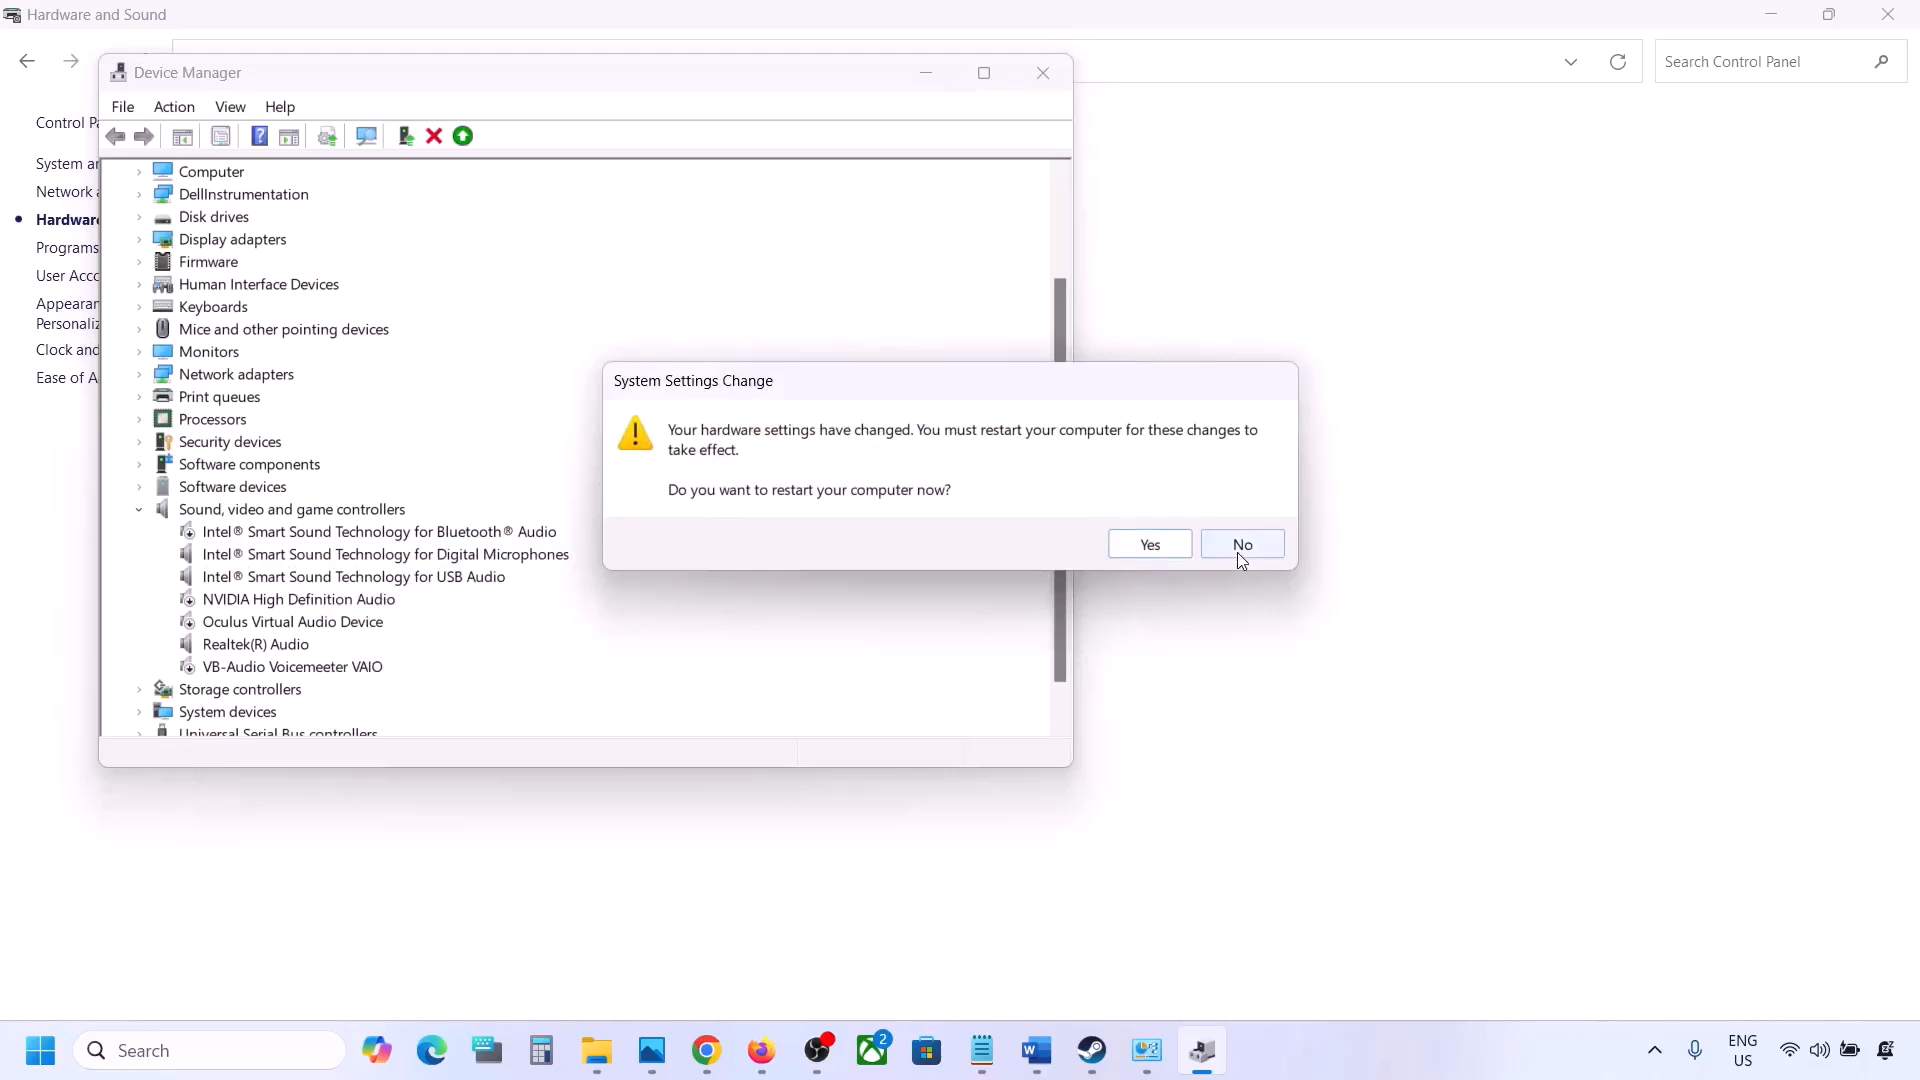 Hardware and Sound
Search Control Panel
Device Manager
File Action View Help
Control Pa
System an
Network a
Hardware
Programs
User Acco
Appearan
Personaliz
Clock and
Ease of A
Computer
DellInstrumentation
Disk drives
Display adapters
Firmware
Human Interface Devices
Keyboards
Mice and other pointing devices
Monitors
Network adapters
Print queues
Processors
Security devices
Software components
Software devices
Sound, video and game controllers
Intel® Smart Sound Technology for Bluetooth® Audio
Intel® Smart Sound Technology for Digital Microphones
Intel® Smart Sound Technology for USB Audio
NVIDIA High Definition Audio
Oculus Virtual Audio Device
Realtek(R) Audio
VB-Audio Voicemeeter VAIO
Storage controllers
System devices
Universal Serial Bus controllers
System Settings Change
Your hardware settings have changed. You must restart your computer for these changes to
take effect.
Do you want to restart your computer now?
Yes No
Search
2
ENG
US